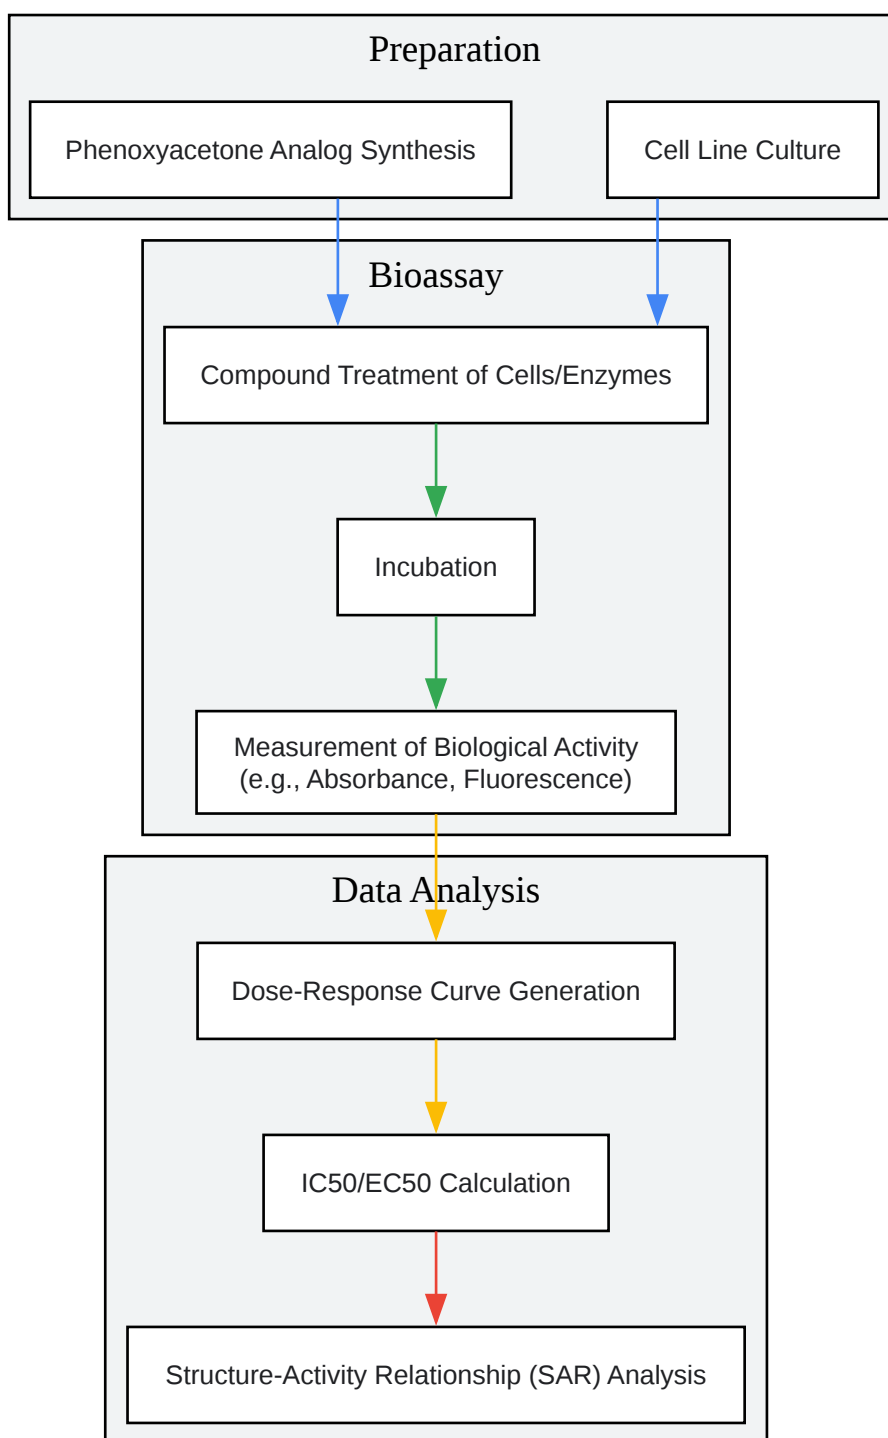 Preparation
Phenoxyacetone Analog Synthesis
Cell Line Culture
Bioassay
Compound Treatment of Cells/Enzymes
Incubation
Measurement of Biological Activity
(e.g., Absorbance, Fluorescence)
Data Analysis
Dose-Response Curve Generation
IC50/EC50 Calculation
Structure-Activity Relationship (SAR) Analysis